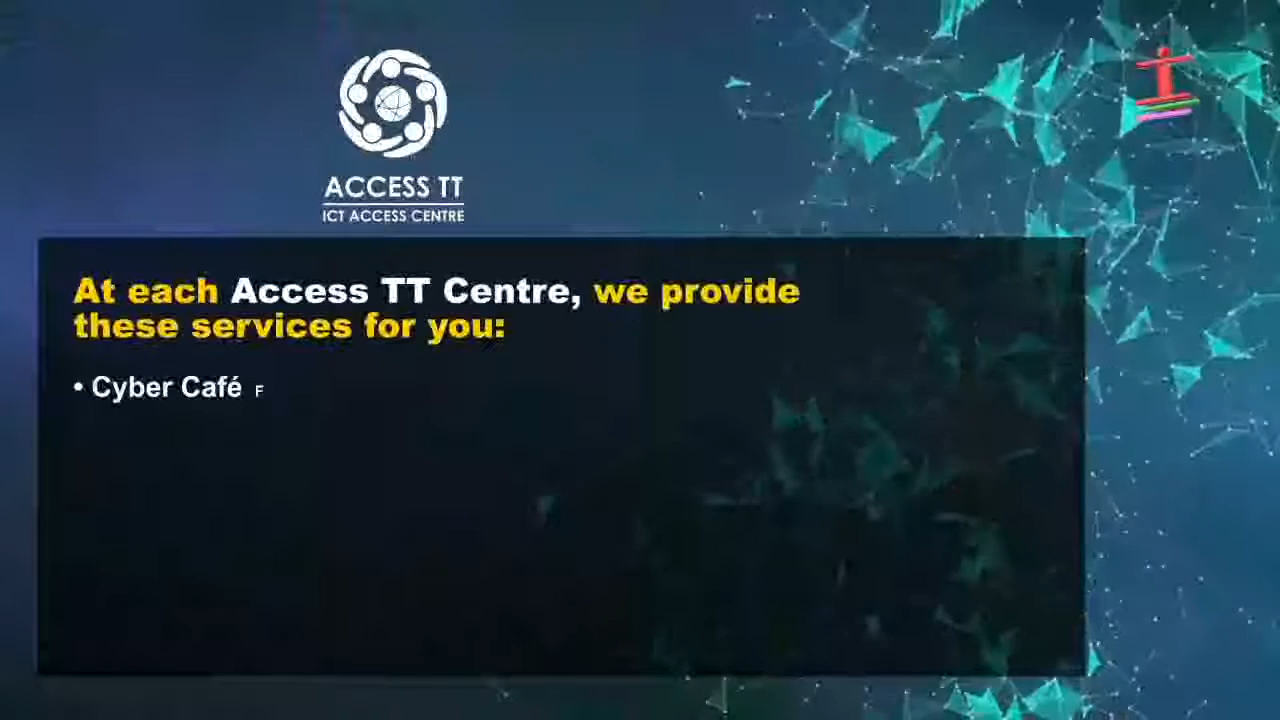 ACCESS TT
ICT ACCESS CENTRE
At each Access TT Centre, we provide
these services for you:
• Cyber Café F